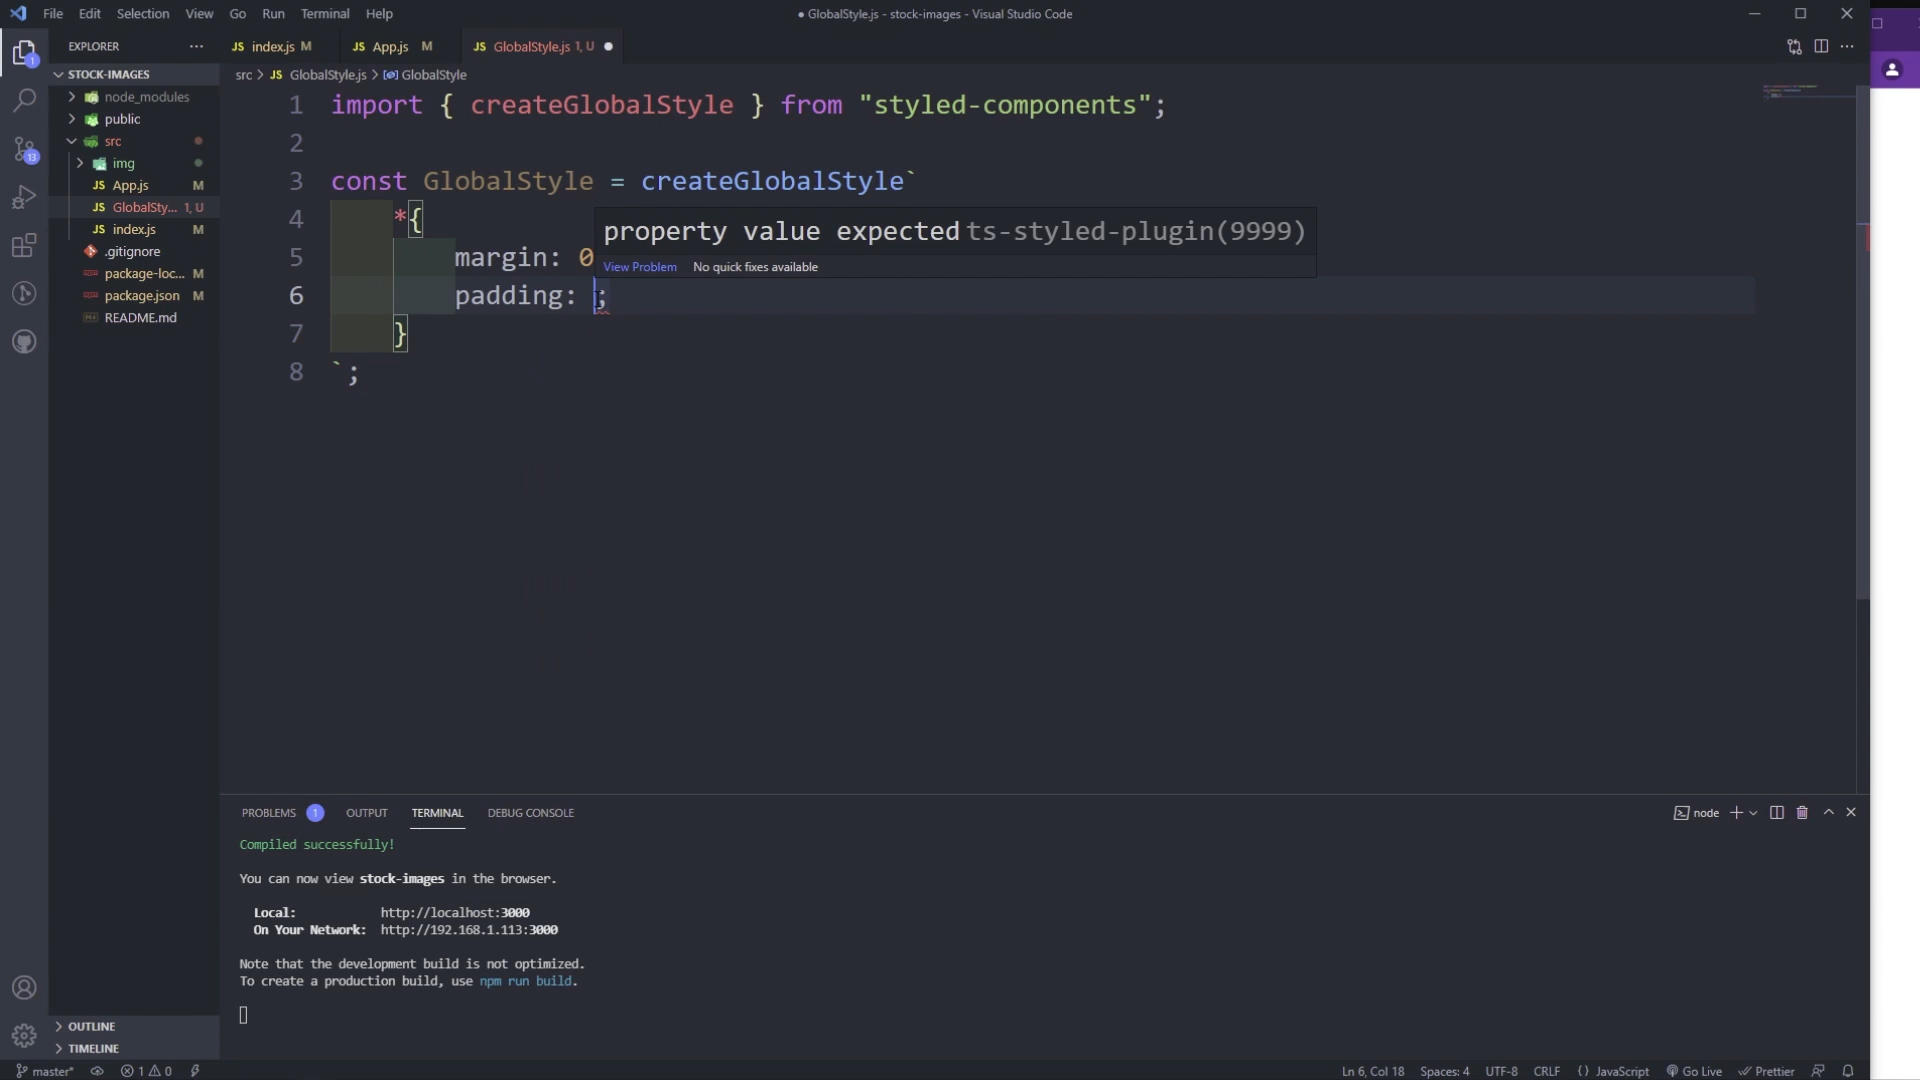 File Edit Selection View Go Run Terminal Help
● GlobalStyle.js - stock-images - Visual Studio Code
EXPLORER
JS index.js M
JS App.js M
JS GlobalStyle.js 1, U
STOCK-IMAGES
src > JS GlobalStyle.js > GlobalStyle
node_modules
public
src
img
JS App.js M
JS GlobalSty... 1, U
JS index.js M
.gitignore
package-loc... M
package.json M
README.md
1 import { createGlobalStyle } from "styled-components";
2
3 const GlobalStyle = createGlobalStyle`
4 *{
property value expected ts-styled-plugin(9999)
View Problem No quick fixes available
5 margin: 0
6 padding: ;
7 }
8 `;
PROBLEMS 1 OUTPUT TERMINAL DEBUG CONSOLE
node
Compiled successfully!
You can now view stock-images in the browser.
Local: http://localhost:3000
On Your Network: http://192.168.1.113:3000
Note that the development build is not optimized.
To create a production build, use npm run build.
OUTLINE
TIMELINE
1
13
master* 1 0
Ln 6, Col 18 Spaces: 4 UTF-8 CRLF {} JavaScript Go Live Prettier